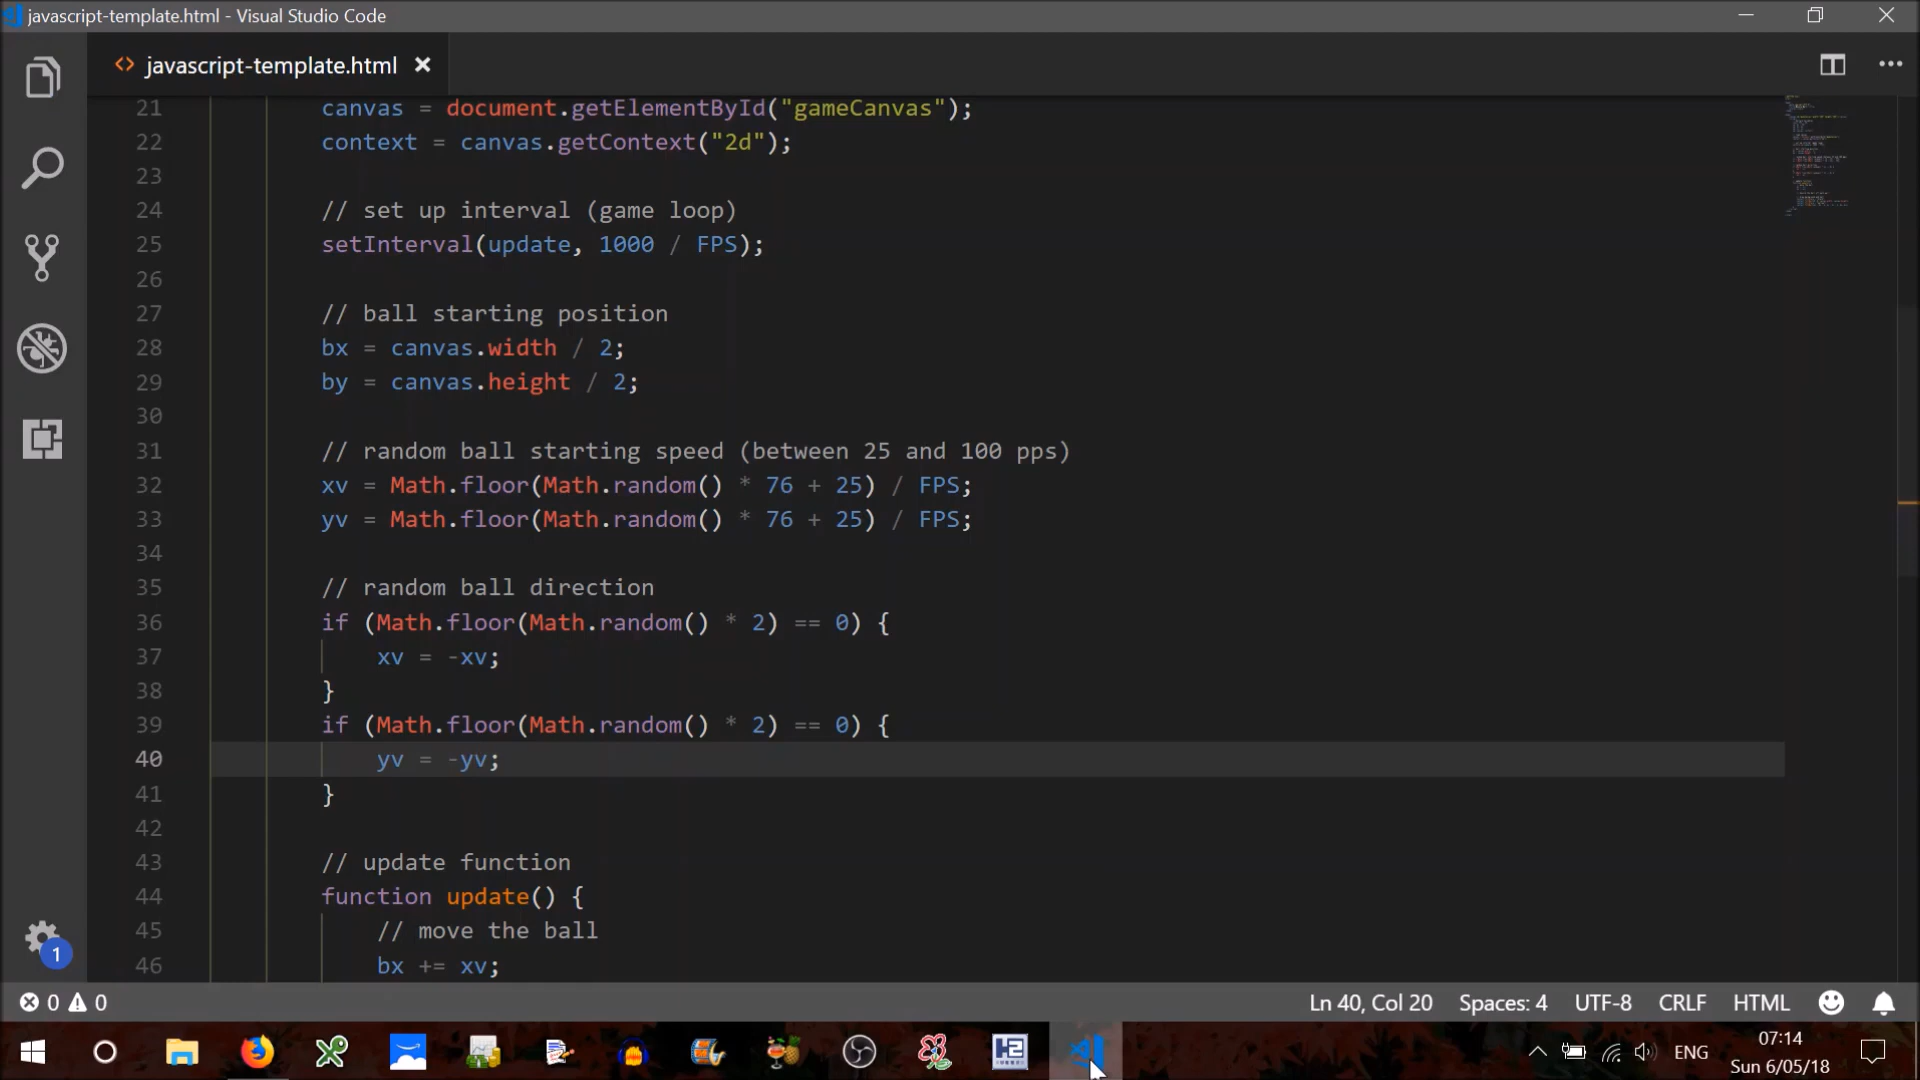 javascript-template.html - Visual Studio Code
<> javascript-template.html
21 canvas = document.getElementById("gameCanvas");
22 context = canvas.getContext("2d");
23
24 // set up interval (game loop)
25 setInterval(update, 1000 / FPS);
26
27 // ball starting position
28 bx = canvas.width / 2;
29 by = canvas.height / 2;
30
31 // random ball starting speed (between 25 and 100 pps)
32 xv = Math.floor(Math.random() * 76 + 25) / FPS;
33 yv = Math.floor(Math.random() * 76 + 25) / FPS;
34
35 // random ball direction
36 if (Math.floor(Math.random() * 2) == 0) {
37 xv = -xv;
38 }
39 if (Math.floor(Math.random() * 2) == 0) {
40 yv = -yv;
41 }
42
43 // update function
44 function update() {
45 // move the ball
46 bx += xv;
1
0 0 Ln 40, Col 20 Spaces: 4 UTF-8 CRLF HTML
ENG
07:14
Sun 6/05/18